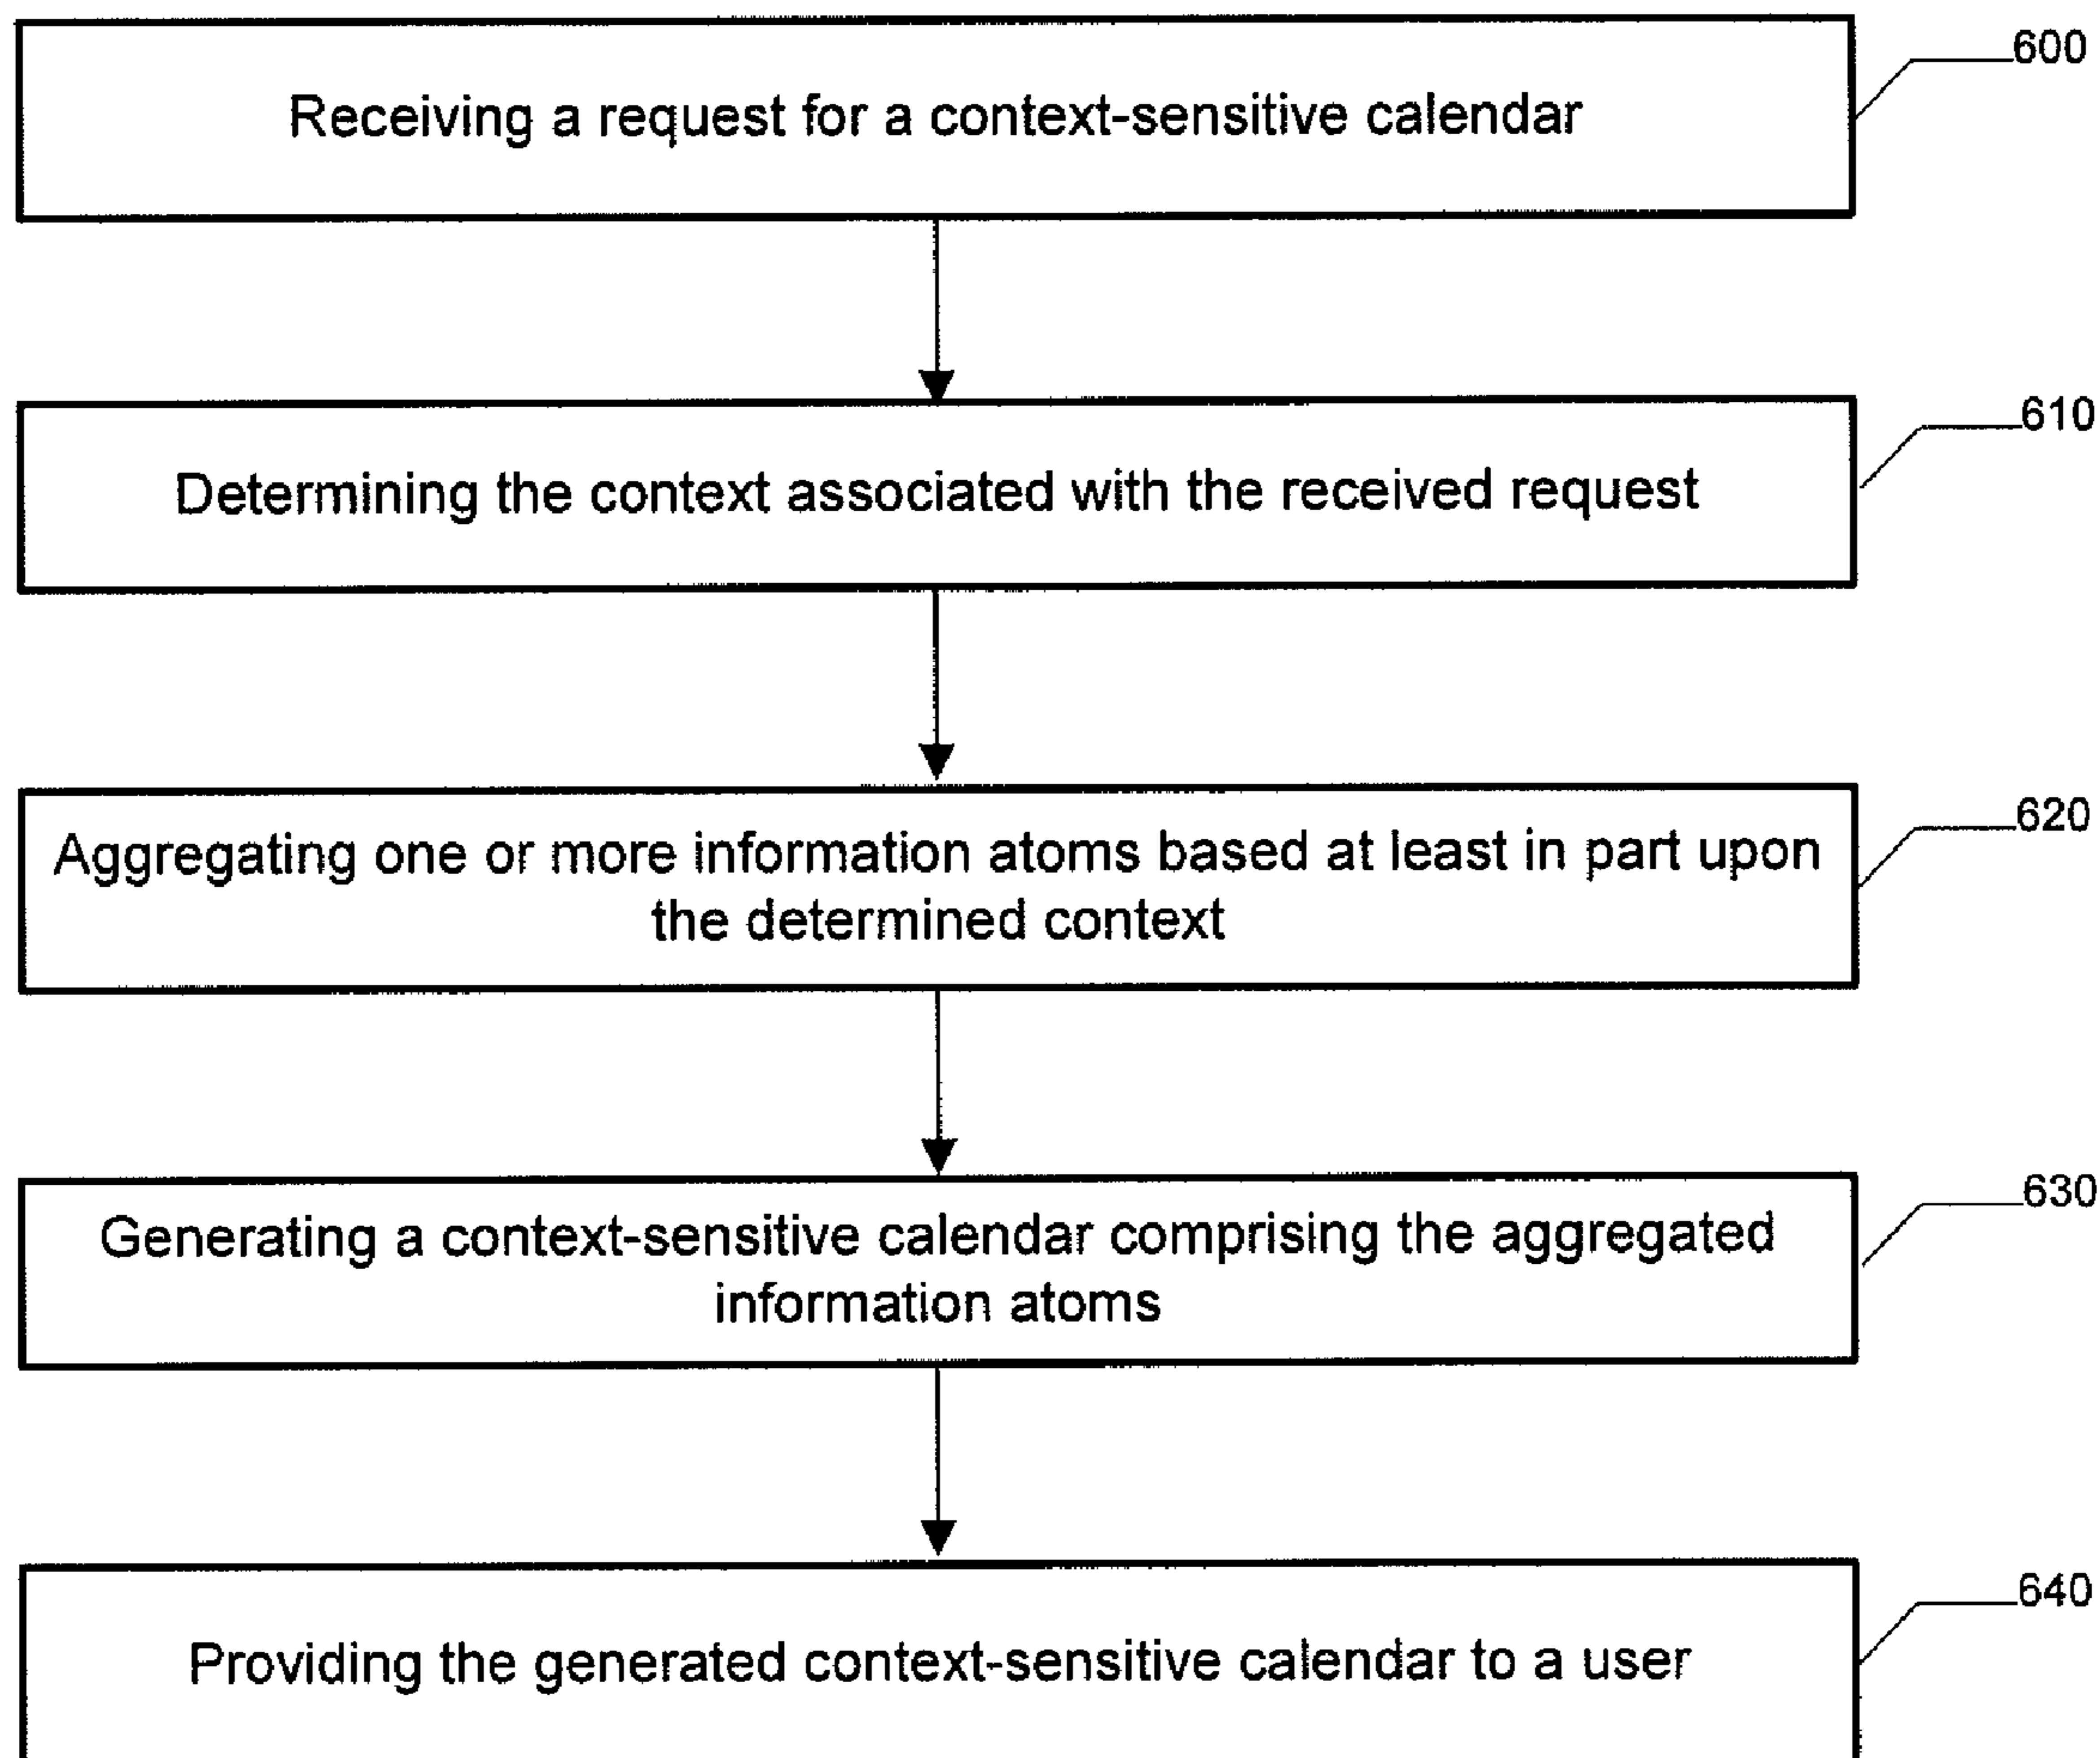 600
Receiving a request for a context-sensitive calendar
610
Determining the context associated with the received request
620
Aggregating one or more information atoms based at least in part upon
the determined context
630
Generating a context-sensitive calendar comprising the aggregated
information atoms
640
Providing the generated context-sensitive calendar to a user